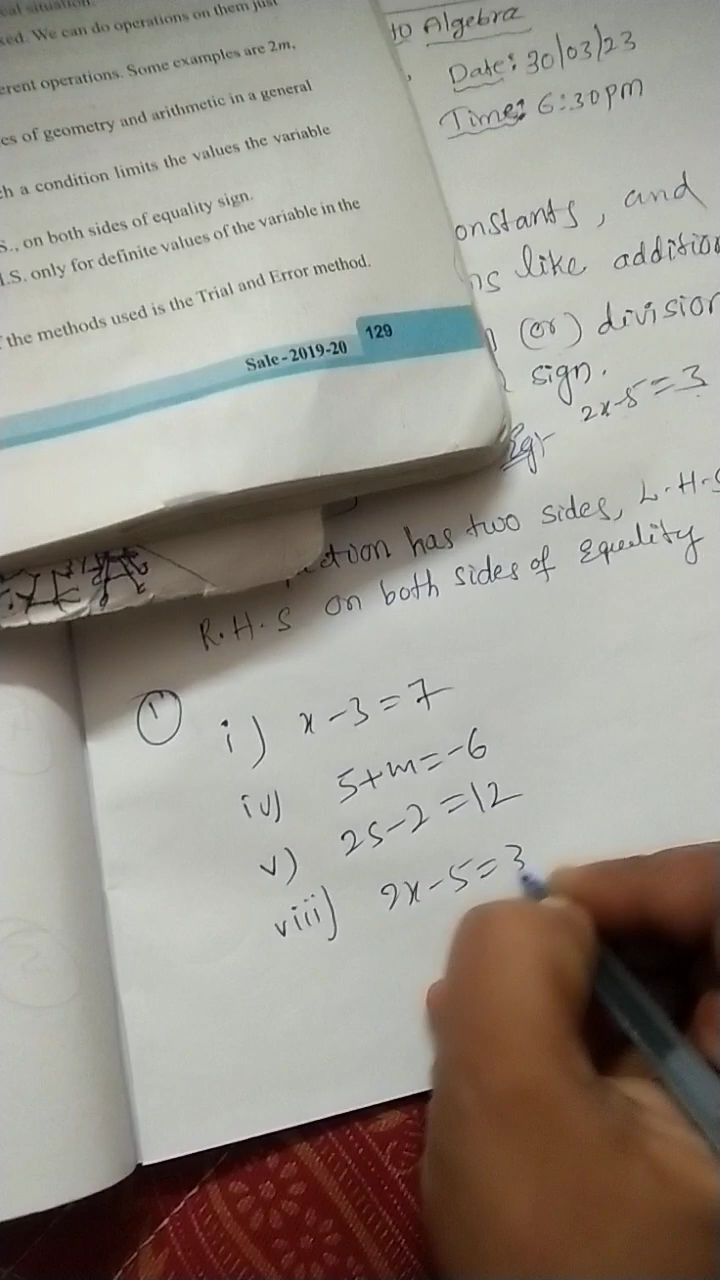 sed. We can do operations on them just
erent operations. Some examples are 2m,
es of geometry and arithmetic in a general
h a condition limits the values the variable
S., on both sides of equality sign.
.S. only for definite values of the variable in the
the methods used is the Trial and Error method.
Sale-2019-20 129
to Algebra
Date: 30/03/23
Time: 6:30pm
onstants, and
ns like addition
(or) division
sign.
Eg:- 2x-5=3
ation has two sides, L.H.S
R.H.S on both sides of Equality
1
i) x-3=7
iv) 5+m=-6
v) 2s-2=12
viii) 2x-5=3